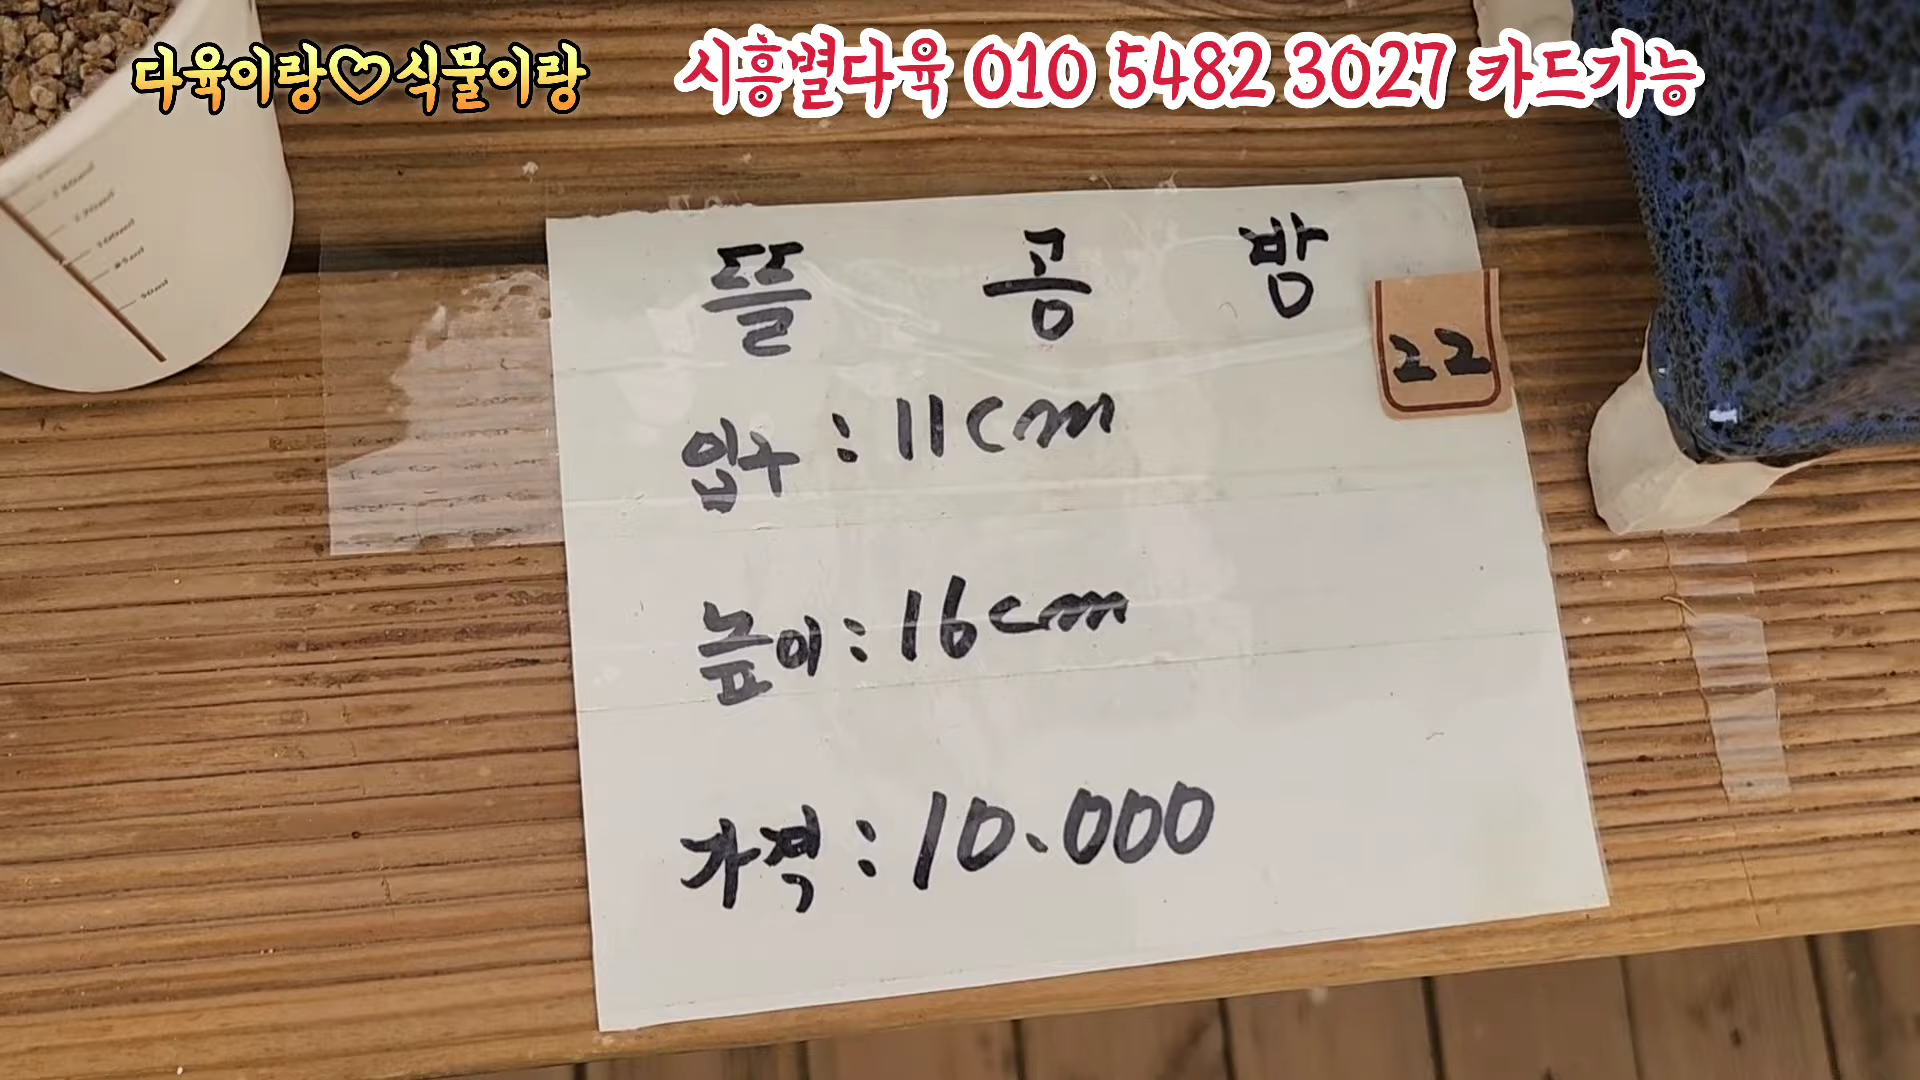 다육이랑♡식물이랑
시흥별다육 010 5482 3027 카드가능
뜰 공 방
22
입구 : 11cm
높이 : 16cm
가격 : 10.000